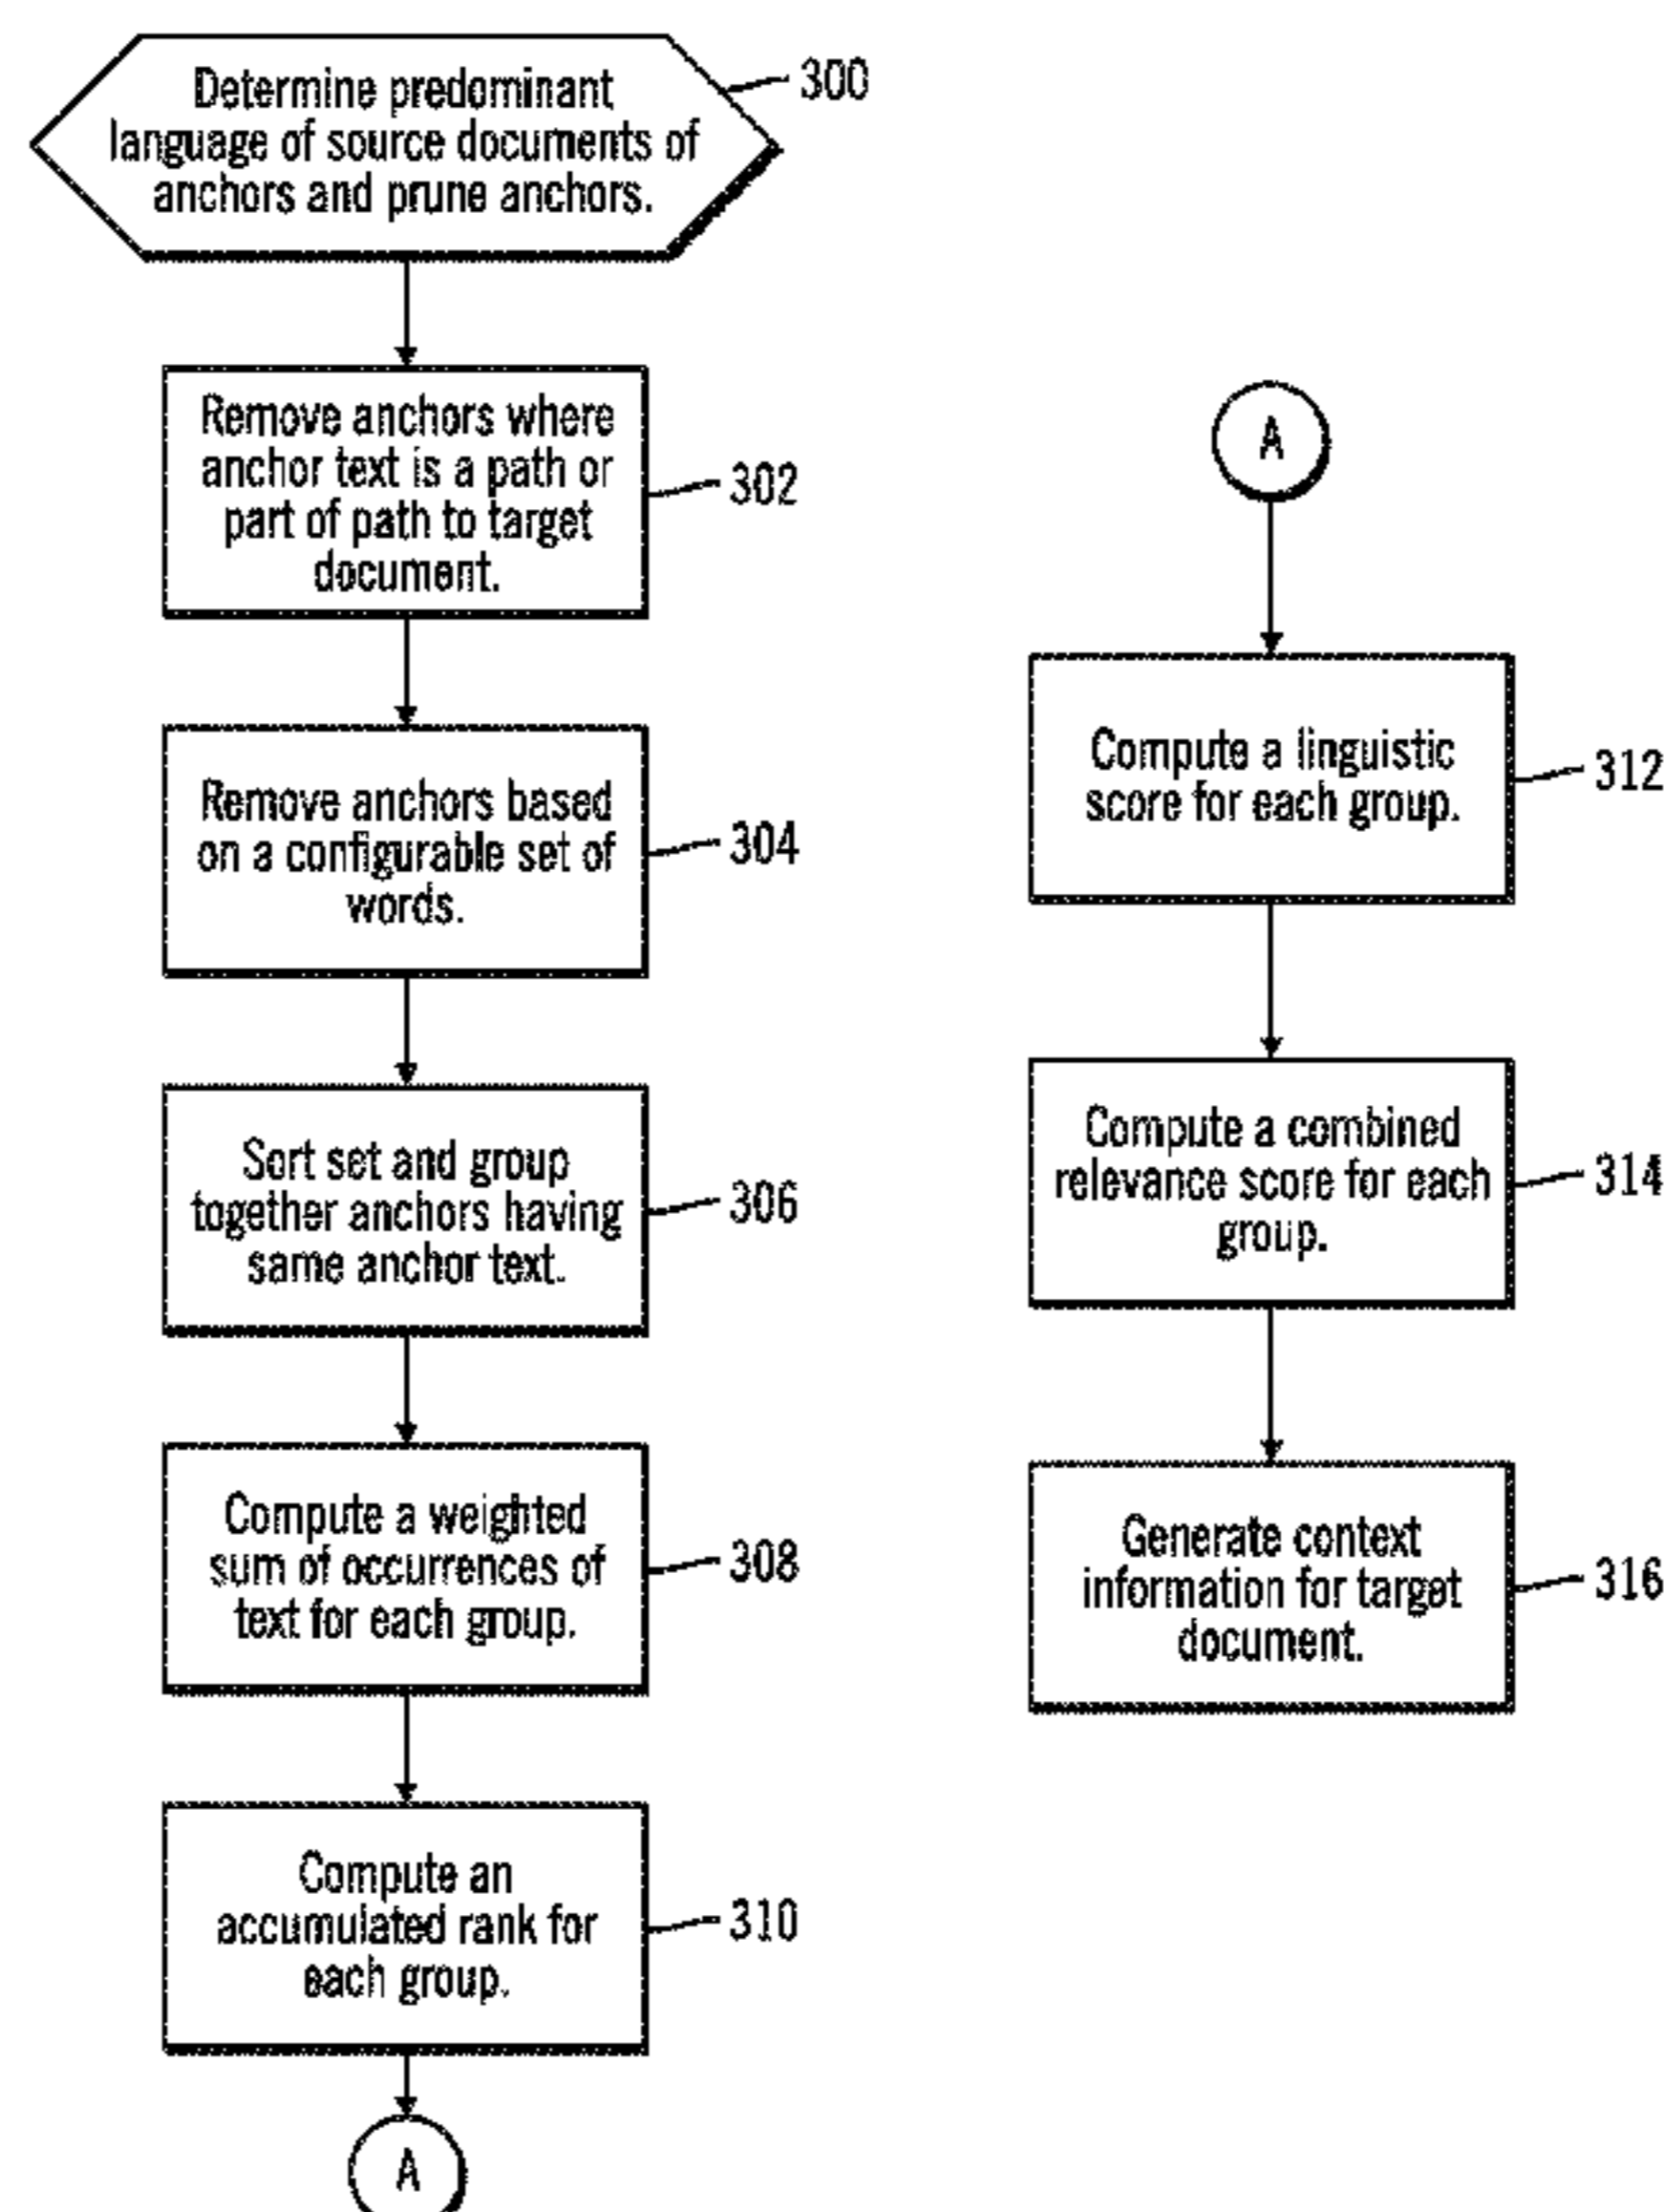 Determine predominant
language of source documents of
anchors and prune anchors.
300
Remove anchors where
anchor text is a path or
part of path to target
document.
302
Remove anchors based
on a configurable set of
words.
304
Sort set and group
together anchors having
same anchor text.
306
Compute a weighted
sum of occurrences of
text for each group.
308
Compute an
accumulated rank for
each group.
310
A
A
Compute a linguistic
score for each group.
312
Compute a combined
relevance score for each
group.
314
Generate context
information for target
document.
316